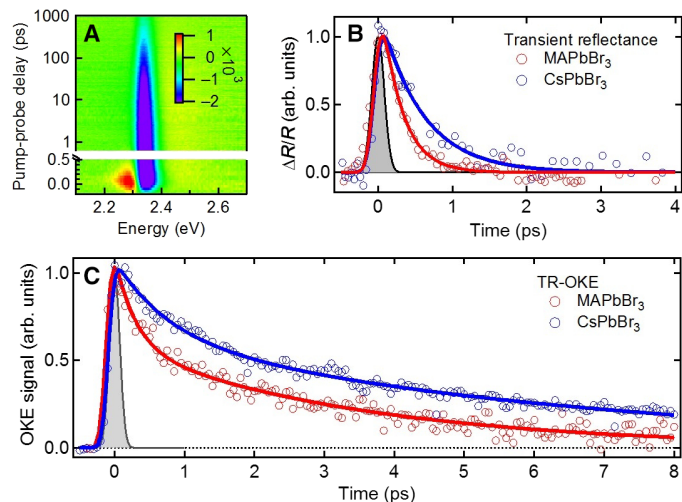 A
Pump-probe delay (ps)
1000
100
10
1
0.5
0.0
1
0
−1
−2
×10³
2.2 2.4 2.6
Energy (eV)
B
ΔR/R (arb. units)
1.0
0.5
0.0
Transient reflectance
MAPbBr₃
CsPbBr₃
0 1 2 3 4
Time (ps)
C
OKE signal (arb. units)
1.0
0.5
0.0
TR-OKE
MAPbBr₃
CsPbBr₃
0 1 2 3 4 5 6 7 8
Time (ps)